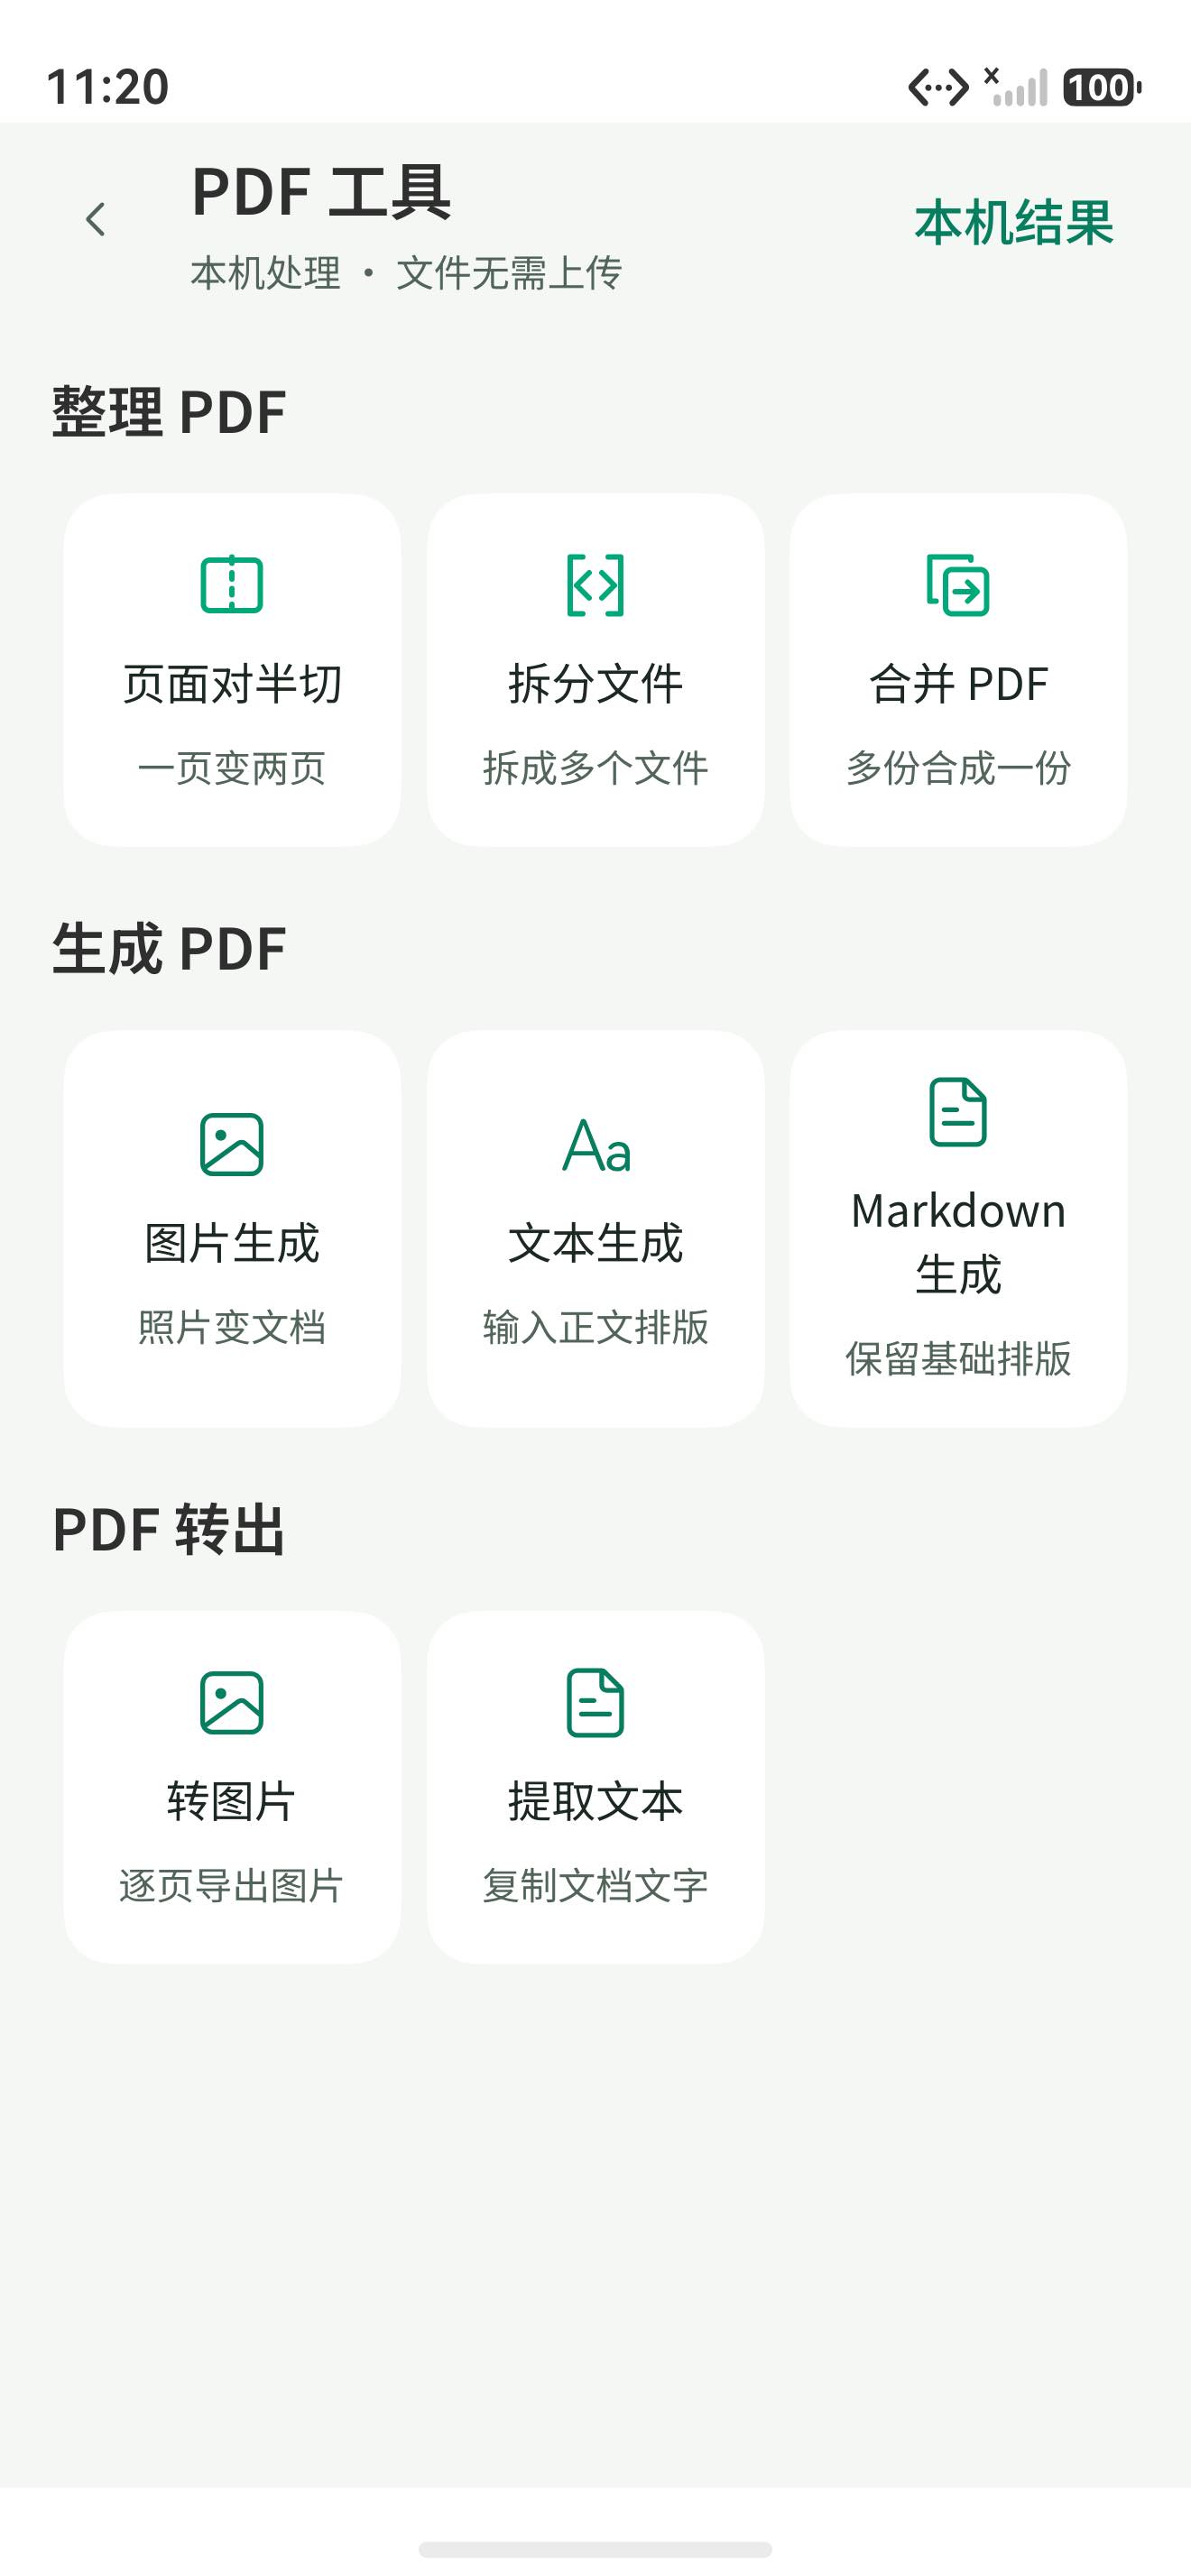 11:20
100
PDF 工具
本机处理 · 文件无需上传
本机结果
整理 PDF
页面对半切
一页变两页
拆分文件
拆成多个文件
合并 PDF
多份合成一份
生成 PDF
图片生成
照片变文档
Aa
文本生成
输入正文排版
Markdown
生成
保留基础排版
PDF 转出
转图片
逐页导出图片
提取文本
复制文档文字